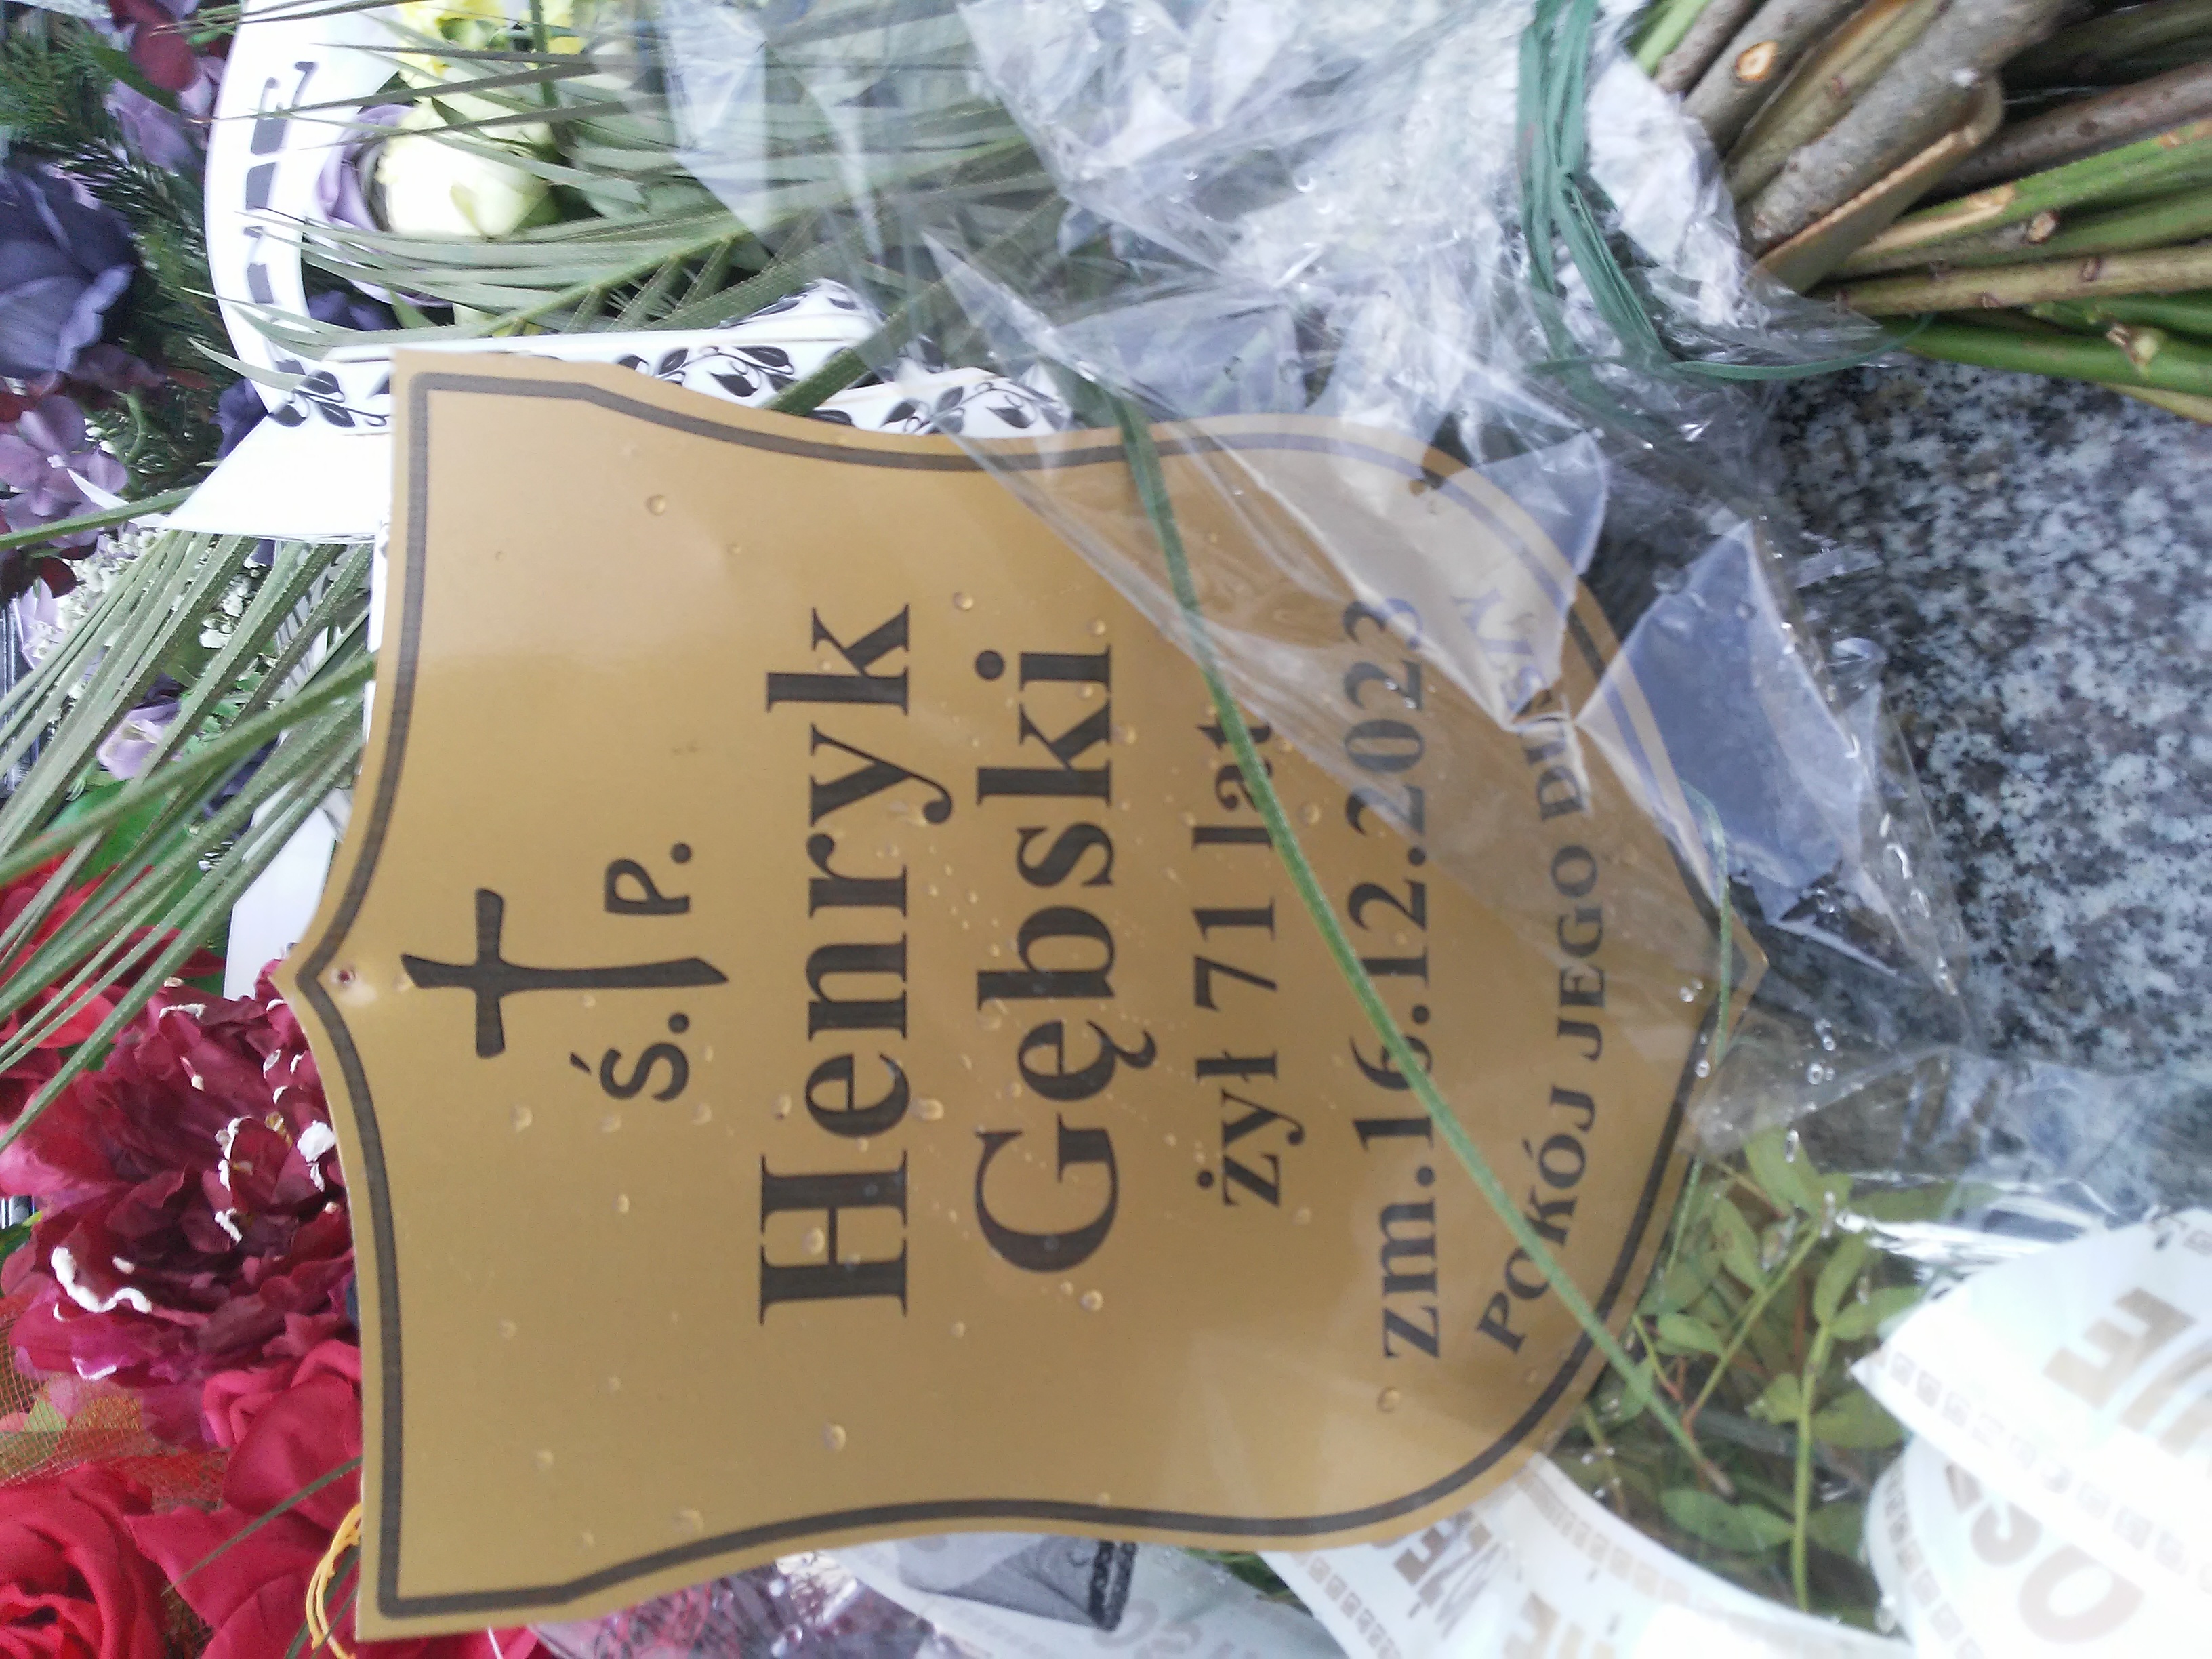 Ś. P.
Henryk
Gębski
żył 71 lat
zm.16.12.2023
POKÓJ JEGO DUSZY